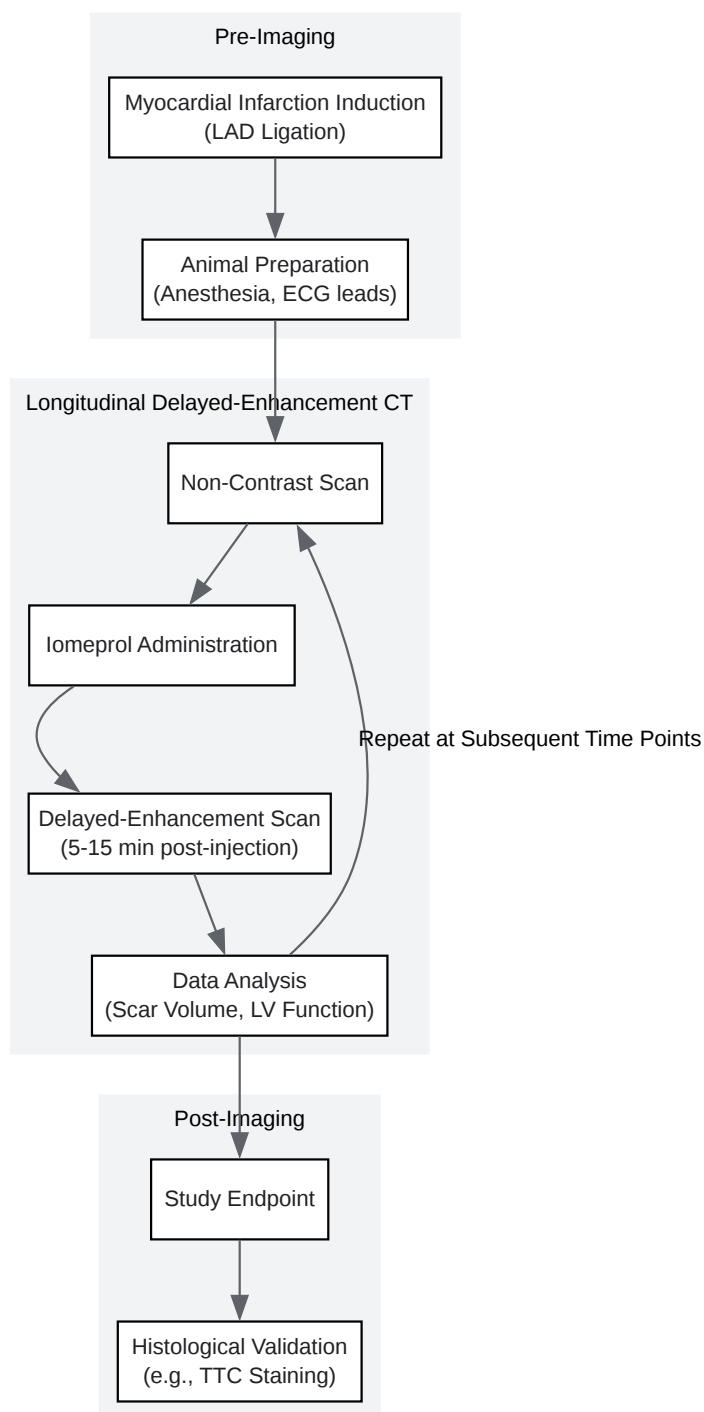 Pre-Imaging
Myocardial Infarction Induction
(LAD Ligation)
Animal Preparation
(Anesthesia, ECG leads)
Longitudinal Delayed-Enhancement CT
Non-Contrast Scan
Iomeprol Administration
Repeat at Subsequent Time Points
Delayed-Enhancement Scan
(5-15 min post-injection)
Data Analysis
(Scar Volume, LV Function)
Post-Imaging
Study Endpoint
Histological Validation
(e.g., TTC Staining)